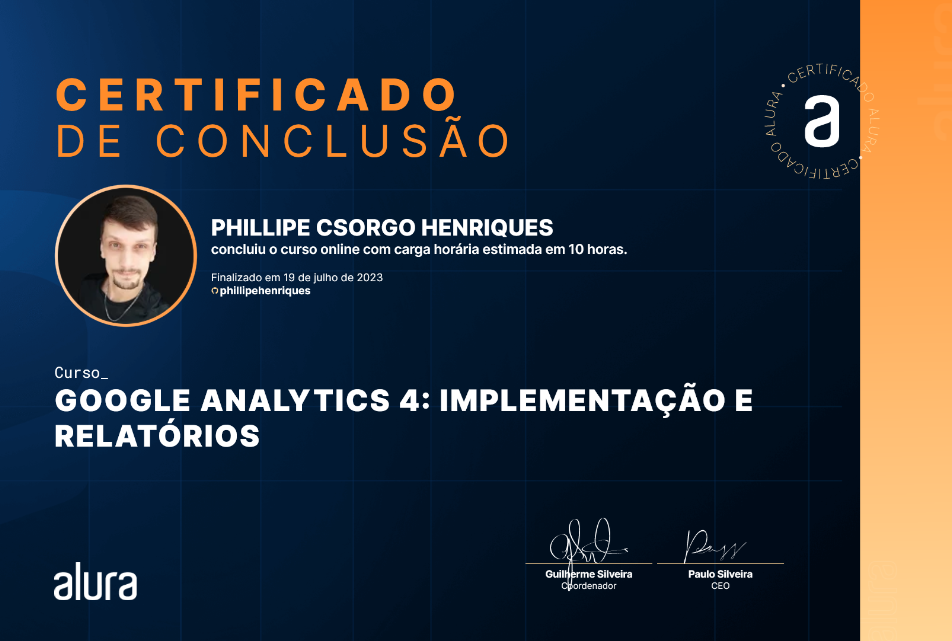 CERTIFICADO
DE CONCLUSÃO
CERTIFICADO ALURA • CERTIFICADO ALURA •
a
PHILLIPE CSORGO HENRIQUES
concluiu o curso online com carga horária estimada em 10 horas.
Finalizado em 19 de julho de 2023
phillipehenriques
Curso_
GOOGLE ANALYTICS 4: IMPLEMENTAÇÃO E
RELATÓRIOS
alura
Guilherme Silveira
Coordenador
Paulo Silveira
CEO